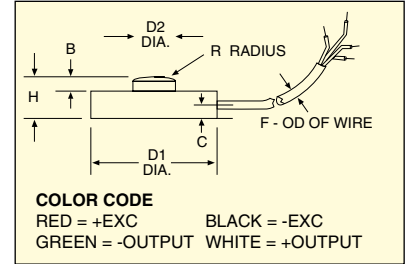 D2
DIA.
B
R RADIUS
H
C
F - OD OF WIRE
D1
DIA.
COLOR CODE
RED = +EXC BLACK = -EXC
GREEN = -OUTPUT WHITE = +OUTPUT